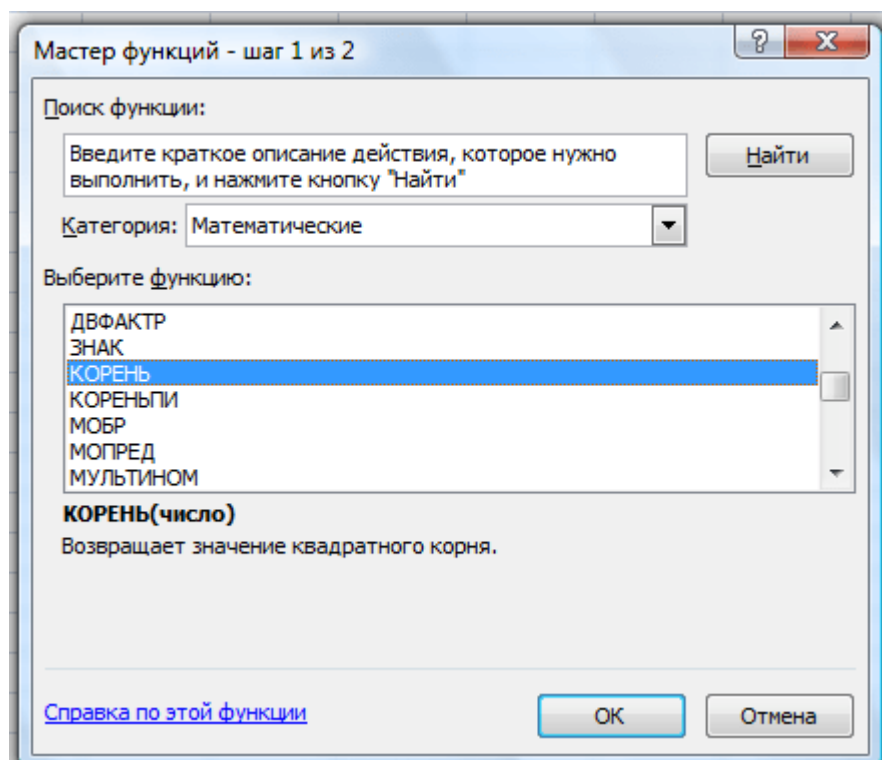 Мастер функций - шаг 1 из 2
Поиск функции:
Введите краткое описание действия, которое нужно
выполнить, и нажмите кнопку "Найти"
Найти
Категория: Математические
Выберите функцию:
ДВФАКТР
ЗНАК
КОРЕНЬ
КОРЕНЬПИ
МОБР
МОПРЕД
МУЛЬТИНОМ
КОРЕНЬ(число)
Возвращает значение квадратного корня.
Справка по этой функции
ОК
Отмена